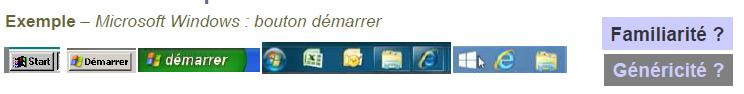 Exemple – Microsoft Windows : bouton démarrer
Familiarité ?
Start
Démarrer
démarrer
Généricité ?